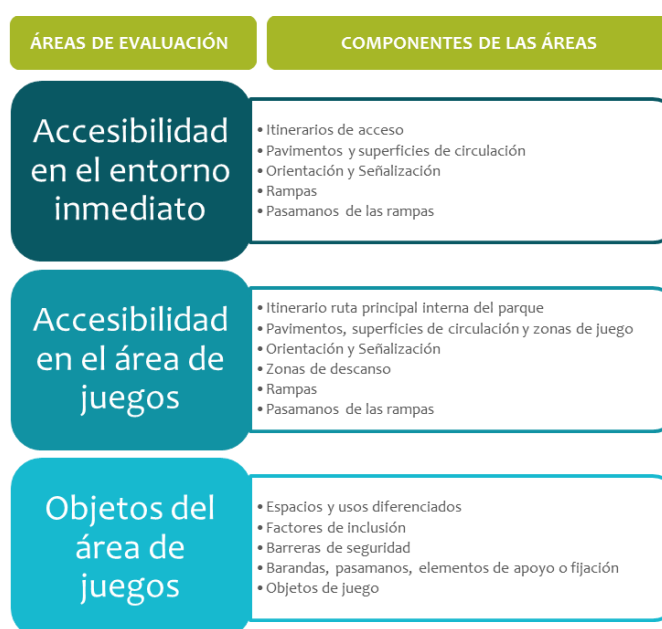 ÁREAS DE EVALUACIÓN
COMPONENTES DE LAS ÁREAS
Accesibilidad
en el entorno
inmediato
• Itinerarios de acceso
• Pavimentos y superficies de circulación
• Orientación y Señalización
• Rampas
• Pasamanos de las rampas
Accesibilidad
en el área de
juegos
• Itinerario ruta principal interna del parque
• Pavimentos, superficies de circulación y zonas de juego
• Orientación y Señalización
• Zonas de descanso
• Rampas
• Pasamanos de las rampas
Objetos del
área de
juegos
• Espacios y usos diferenciados
• Factores de inclusión
• Barreras de seguridad
• Barandas, pasamanos, elementos de apoyo o fijación
• Objetos de juego